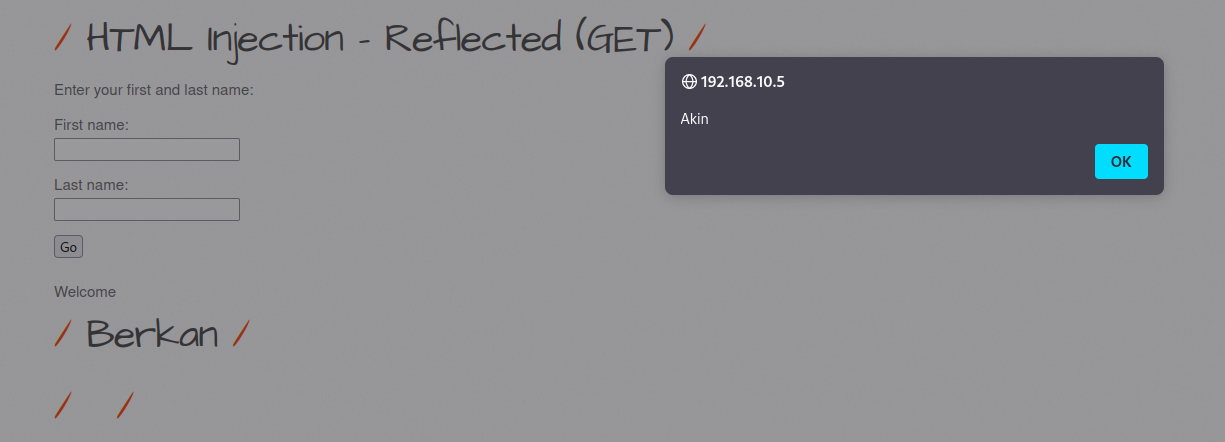 / HTML Injection - Reflected (GET) /
192.168.10.5
Akin
OK
Enter your first and last name:
First name:
Last name:
Go
Welcome
/ Berkan /
/ /